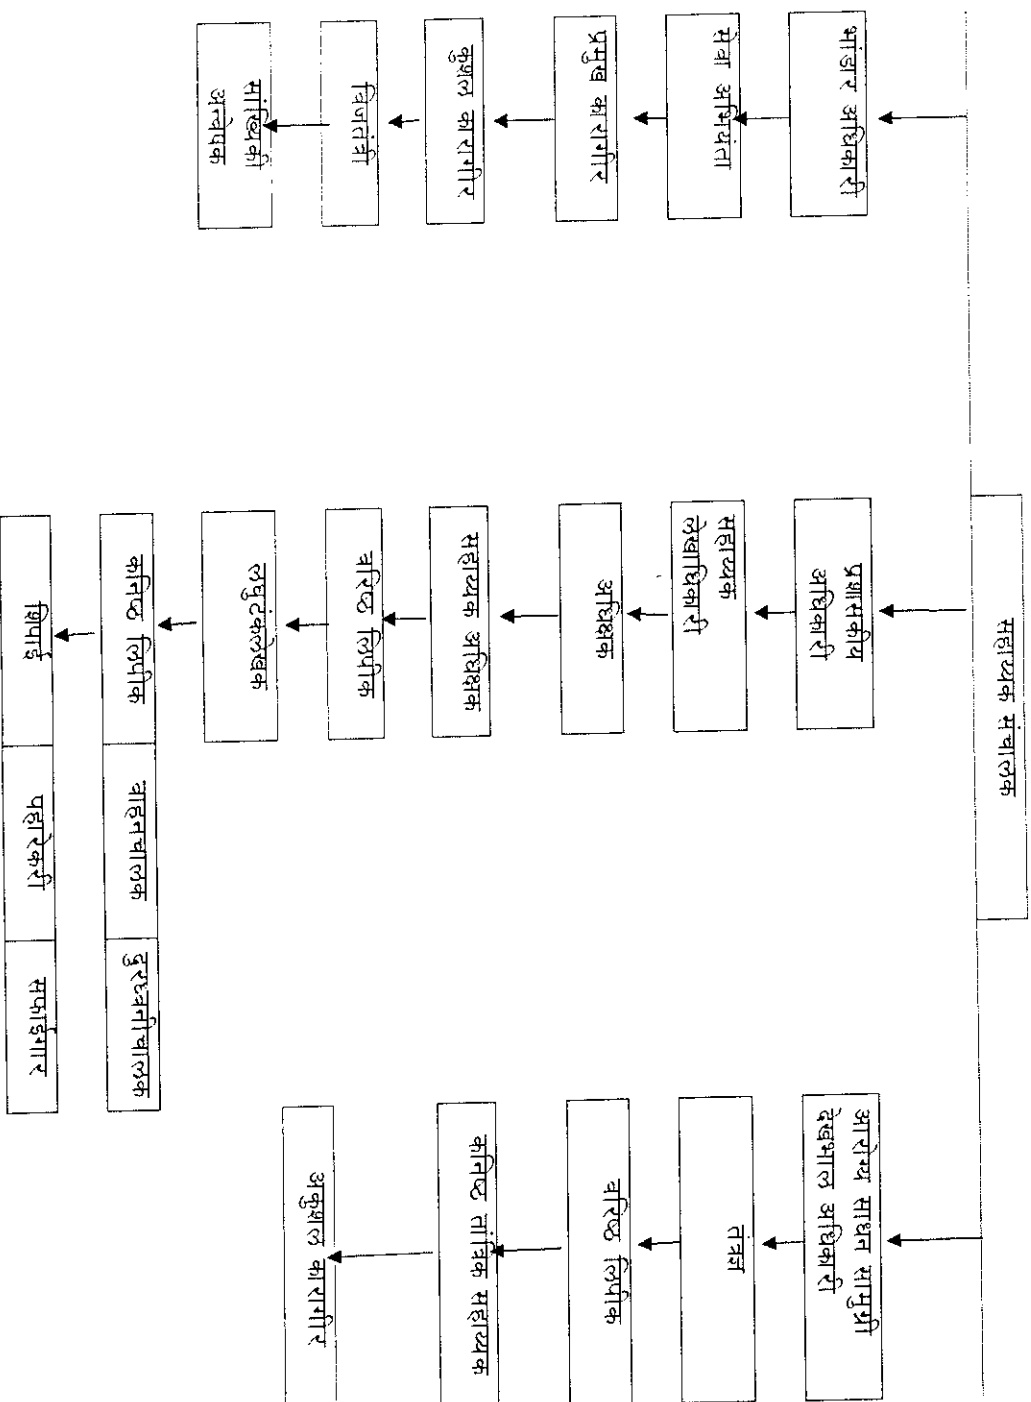 सहाय्यक संचालक
भांडार अधिकारी
सेवा अभियंता
प्रमुख कारागीर
कुशल कारागीर
विजतंत्री
सांख्यिकी
अन्वेषक
प्रशासकीय
अधिकारी
सहाय्यक
लेखाधिकारी
अधिक्षक
सहाय्यक अधिक्षक
वरिष्ठ लिपीक
लघुटंकलेखक
कनिष्ठ लिपीक
वाहनचालक
दुरध्वनीचालक
शिपाई
पहारेकरी
सफाईगार
आरोग्य साधन सामुग्री
देखभाल अधिकारी
तंत्रज्ञ
वरिष्ठ लिपीक
कनिष्ठ तांत्रिक सहाय्यक
अकुशल कारागीर